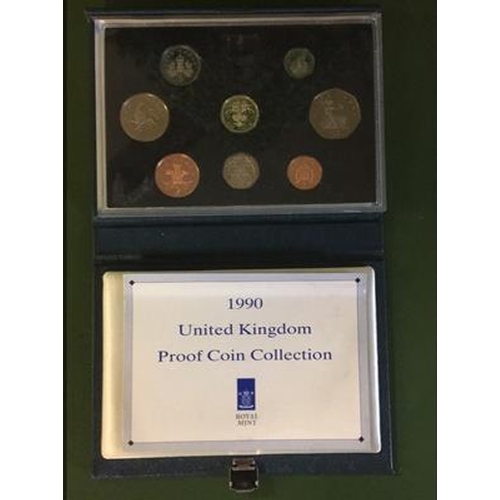 1990
United Kingdom
Proof Coin Collection
ROYAL
MINT